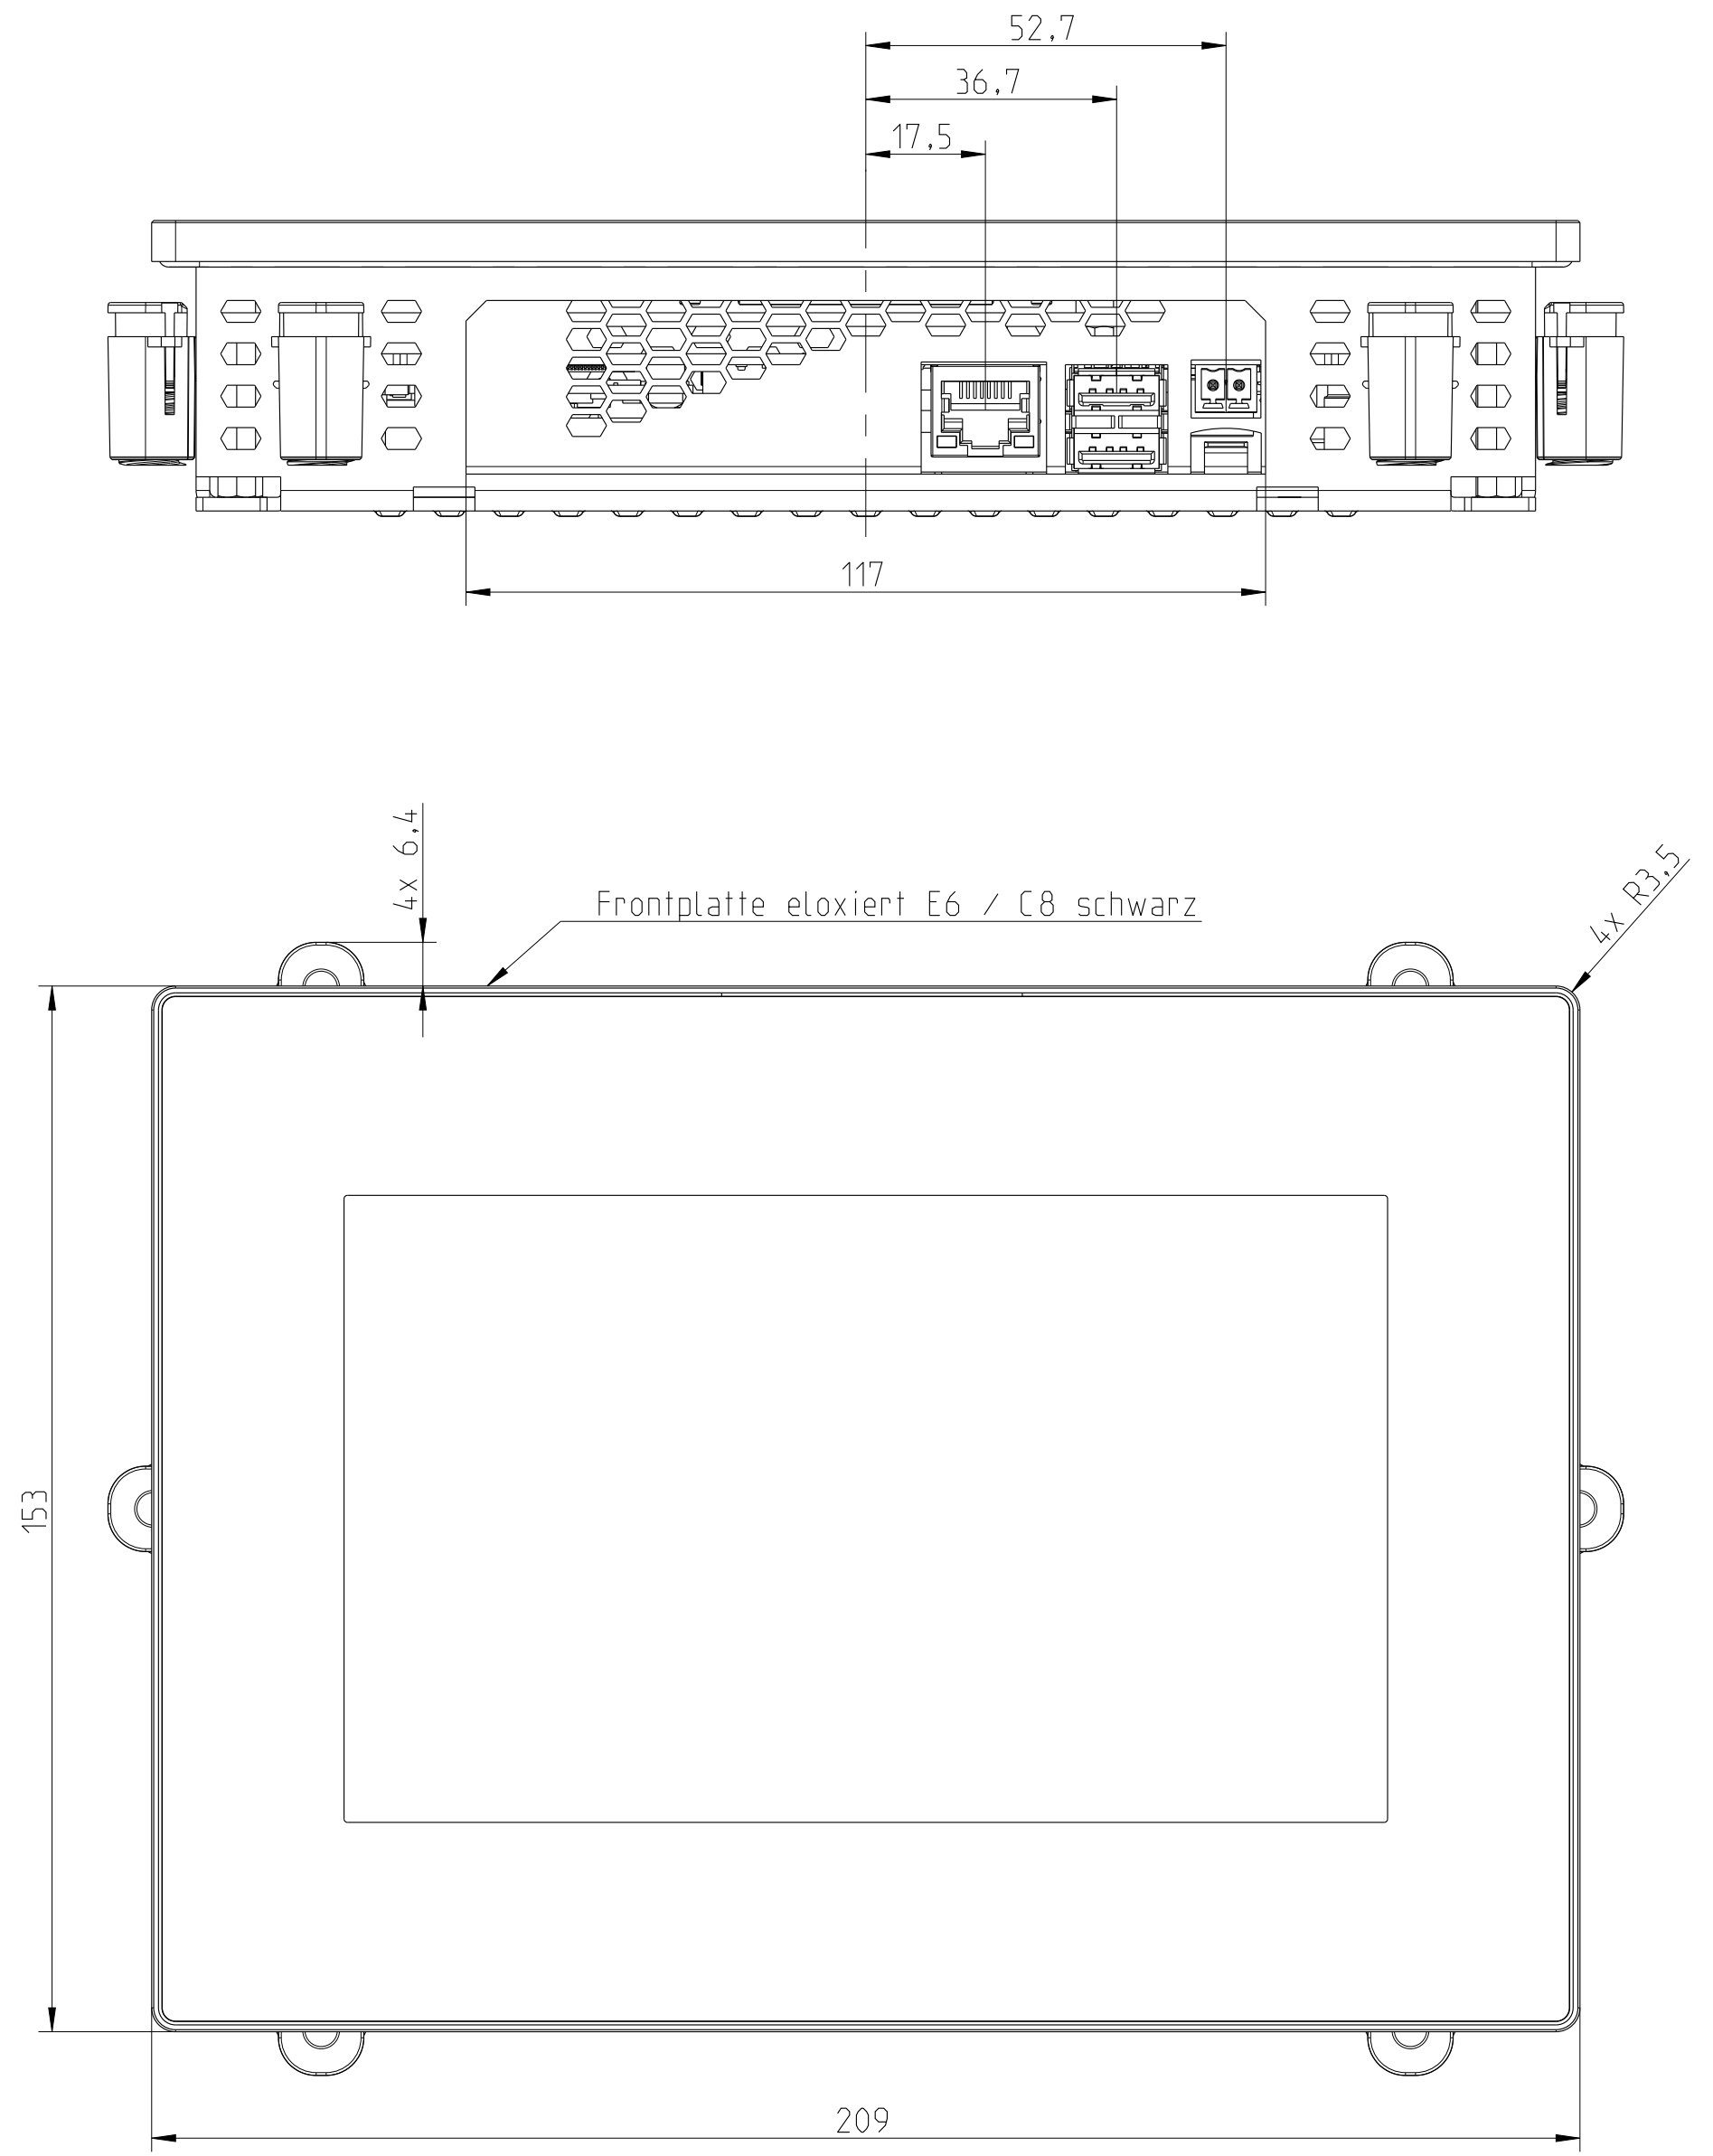 52,7
36,7
17,5
117
4x 6,4
Frontplatte eloxiert E6 / C8 schwarz
4x R3,5
153
209